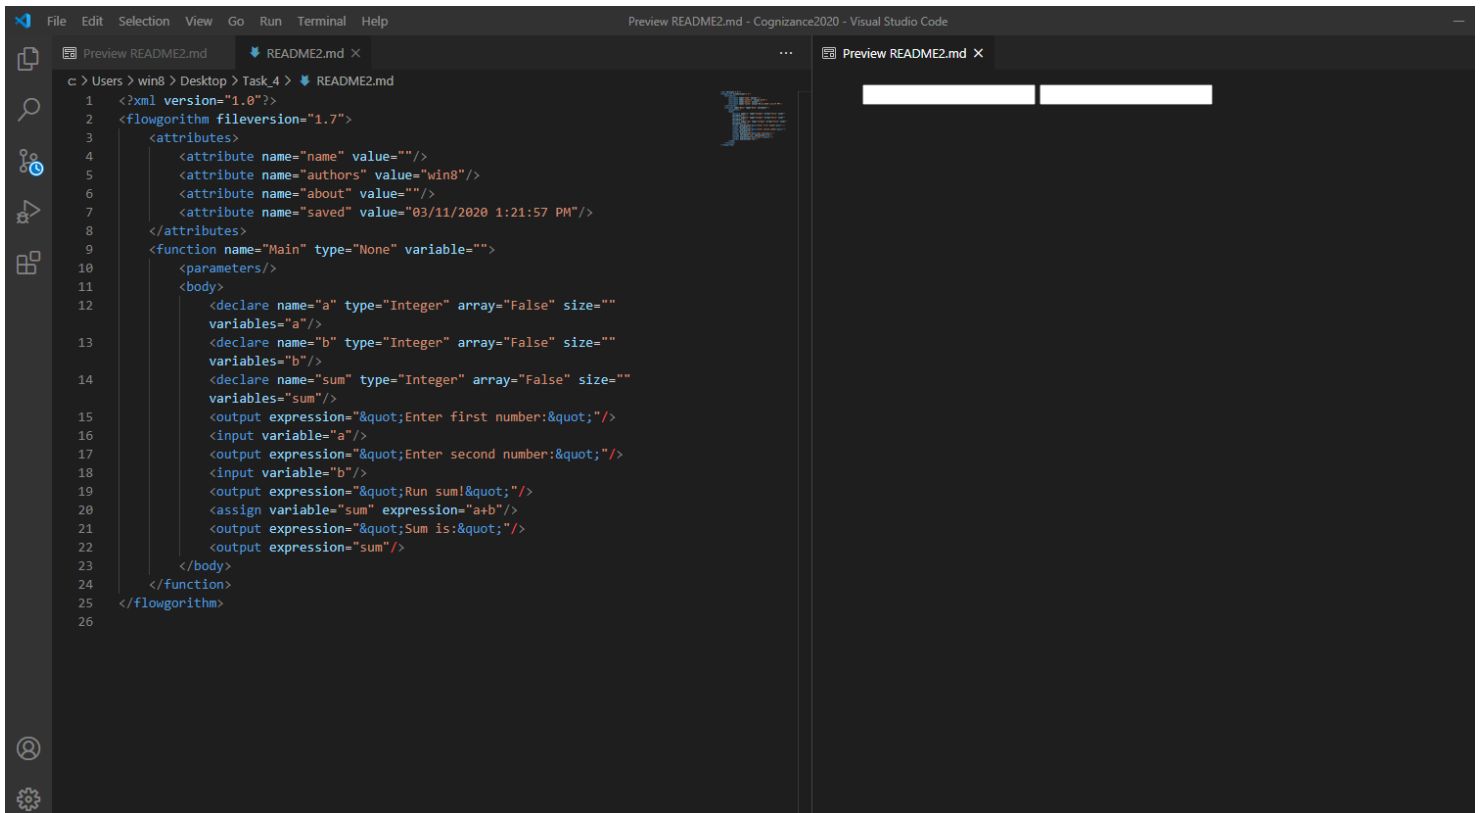 File Edit Selection View Go Run Terminal Help
Preview README2.md - Cognizance2020 - Visual Studio Code
Preview README2.md
README2.md
Preview README2.md
c: > Users > win8 > Desktop > Task_4 > README2.md
1 <?xml version="1.0"?>
2 <flowgorithm fileversion="1.7">
3 <attributes>
4 <attribute name="name" value=""/>
5 <attribute name="authors" value="win8"/>
6 <attribute name="about" value=""/>
7 <attribute name="saved" value="03/11/2020 1:21:57 PM"/>
8 </attributes>
9 <function name="Main" type="None" variable="">
10 <parameters/>
11 <body>
12 <declare name="a" type="Integer" array="False" size=""
variables="a"/>
13 <declare name="b" type="Integer" array="False" size=""
variables="b"/>
14 <declare name="sum" type="Integer" array="False" size=""
variables="sum"/>
15 <output expression="&quot;Enter first number:&quot;"/>
16 <input variable="a"/>
17 <output expression="&quot;Enter second number:&quot;"/>
18 <input variable="b"/>
19 <output expression="&quot;Run sum!&quot;"/>
20 <assign variable="sum" expression="a+b"/>
21 <output expression="&quot;Sum is:&quot;"/>
22 <output expression="sum"/>
23 </body>
24 </function>
25 </flowgorithm>
26